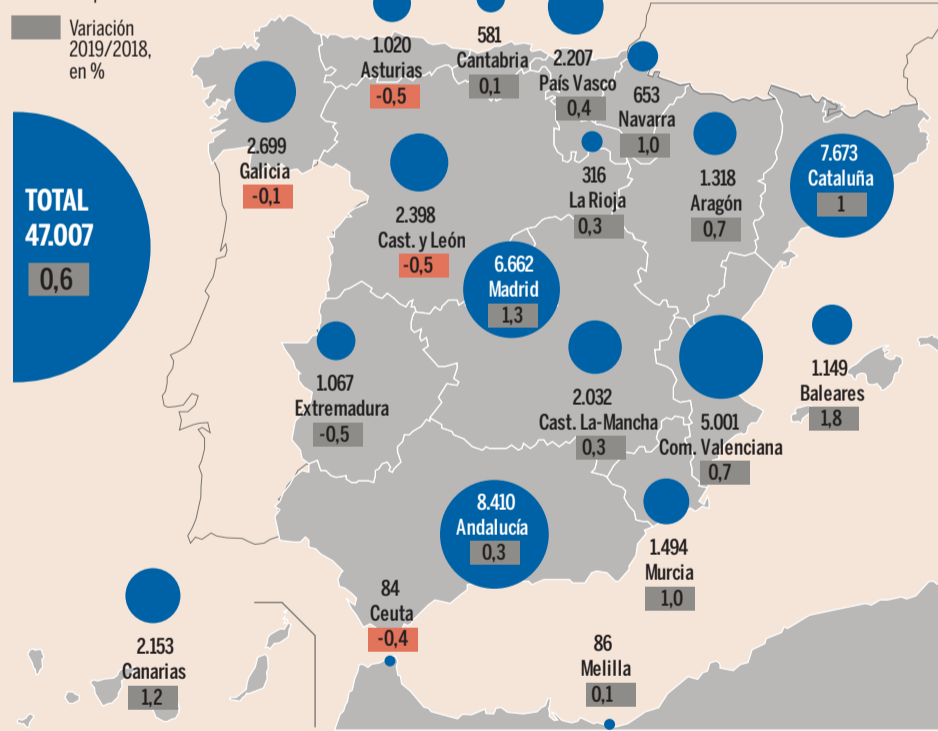 Variación
2019/2018,
en %
TOTAL
47.007
0,6
1.020
Asturias
-0,5
581
Cantabria
0,1
2.207
País Vasco
0,4
653
Navarra
1,0
2.699
Galicia
-0,1
2.398
Cast. y León
-0,5
316
La Rioja
0,3
1.318
Aragón
0,7
7.673
Cataluña
1
6.662
Madrid
1,3
1.067
Extremadura
-0,5
2.032
Cast. La-Mancha
0,3
5.001
Com. Valenciana
0,7
1.149
Baleares
1,8
8.410
Andalucía
0,3
1.494
Murcia
1,0
84
Ceuta
-0,4
86
Melilla
0,1
2.153
Canarias
1,2